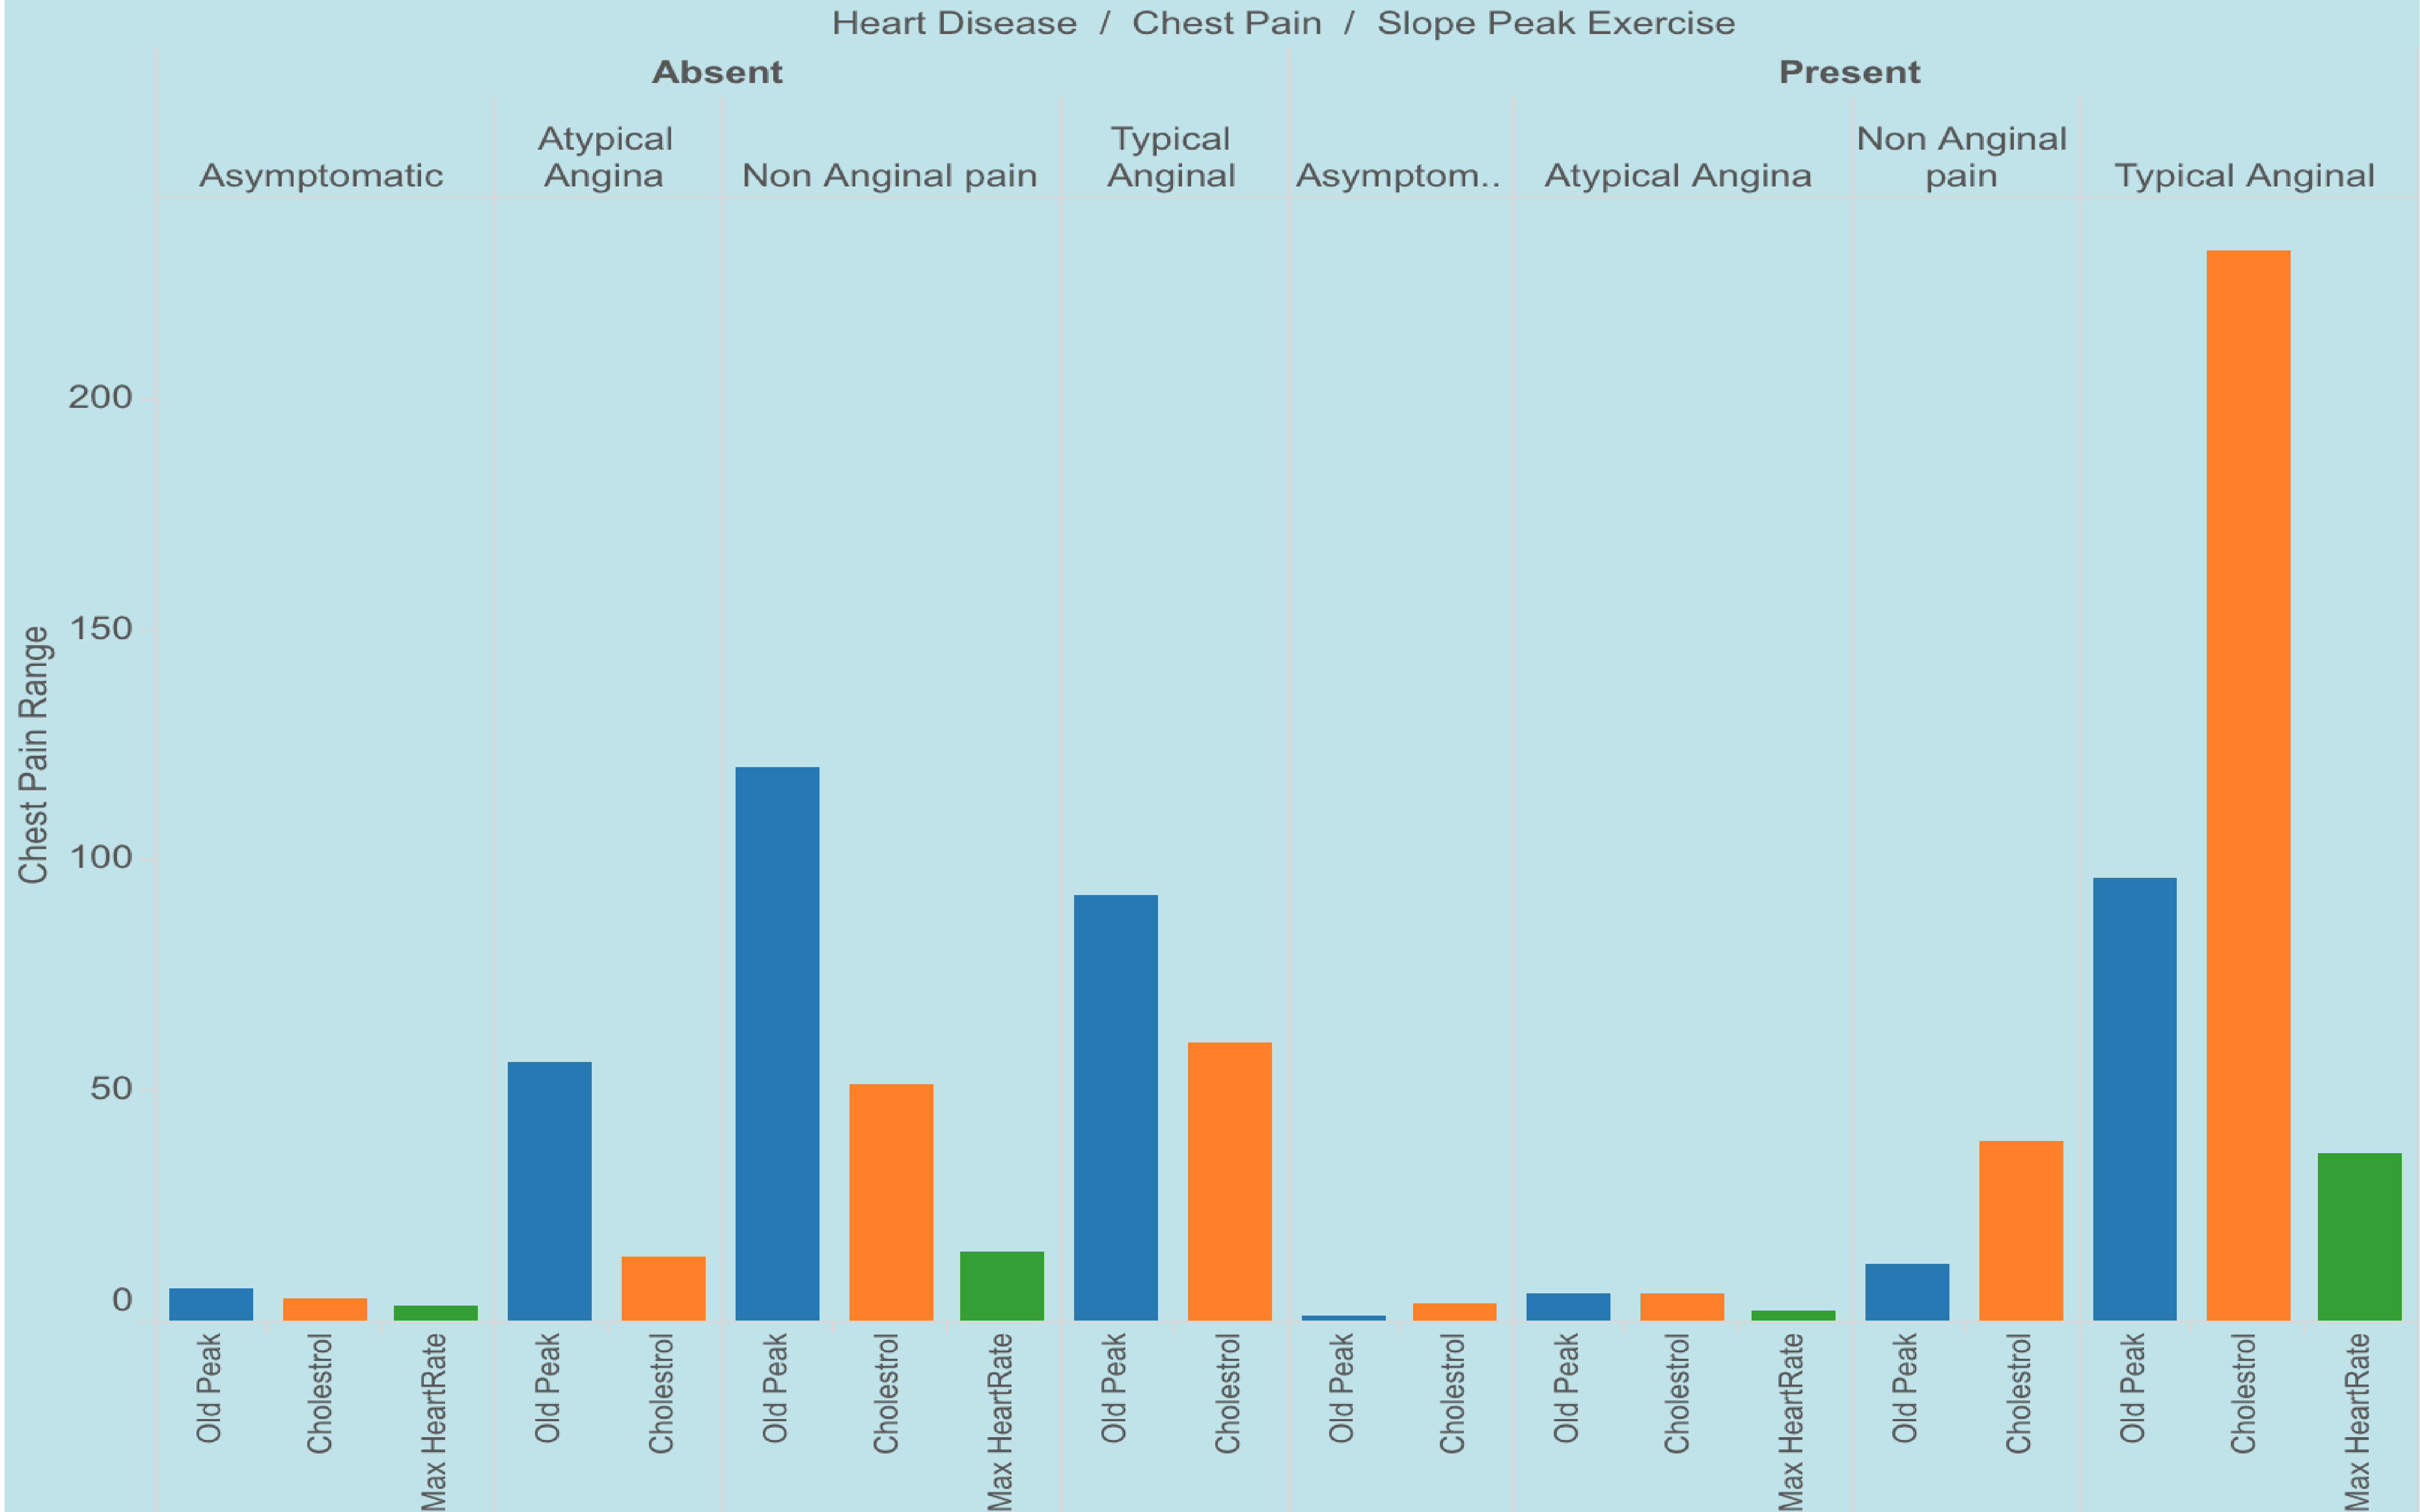 Heart Disease / Chest Pain / Slope Peak Exercise
Absent
Present
Asymptomatic
Atypical
Angina
Non Anginal pain
Typical
Anginal
Asymptom..
Atypical Angina
Non Anginal
pain
Typical Anginal
Chest Pain Range
200
150
100
50
0
Old Peak
Cholestrol
Max HeartRate
Old Peak
Cholestrol
Old Peak
Cholestrol
Max HeartRate
Old Peak
Cholestrol
Old Peak
Cholestrol
Old Peak
Cholestrol
Max HeartRate
Old Peak
Cholestrol
Old Peak
Cholestrol
Max HeartRate